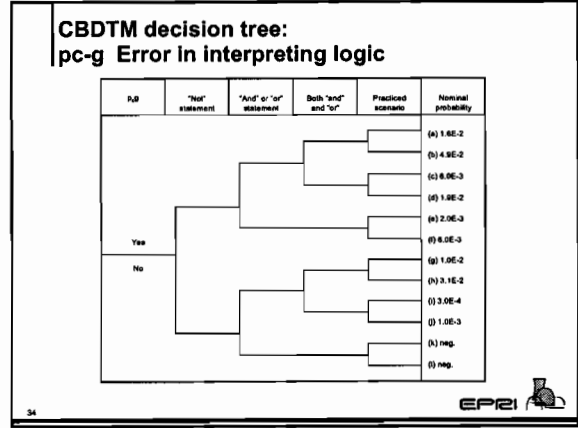 CBDTM decision tree:
pc-g Error in interpreting logic
pcg
"Not" statement
"And" or "or" statement
Both "and" and "or"
Practiced scenario
Nominal probability
(a) 1.6E-2
(b) 4.9E-2
(c) 6.0E-3
(d) 1.9E-2
(e) 2.0E-3
(f) 6.0E-3
Yes
No
(g) 1.0E-2
(h) 3.1E-2
(i) 3.0E-4
(j) 1.0E-3
(k) neg.
(l) neg.
34
EPRI